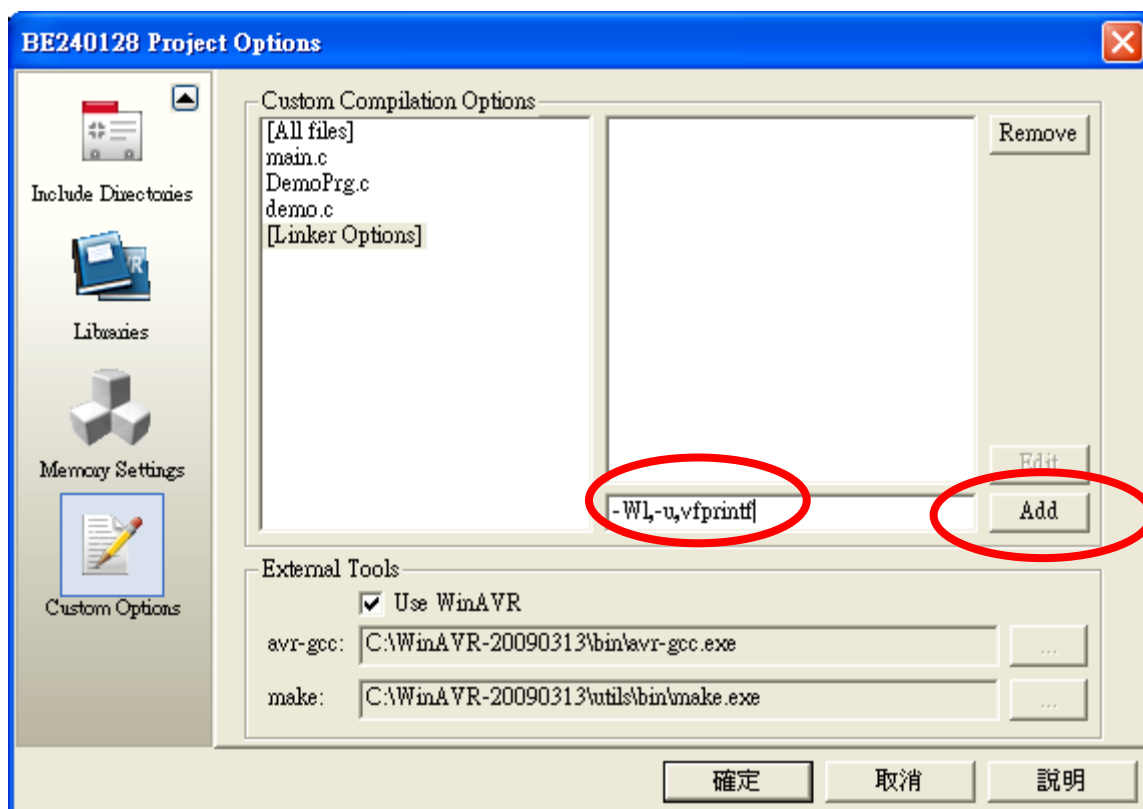 BE240128 Project Options
Include Directories
Libraries
Memory Settings
Custom Options
Custom Compilation Options
[All files]
main.c
DemoPrg.c
demo.c
[Linker Options]
Remove
Edit
-Wl,-u,vfprintf
Add
External Tools
Use WinAVR
avr-gcc: C:\WinAVR-20090313\bin\avr-gcc.exe ...
make: C:\WinAVR-20090313\utils\bin\make.exe ...
確定 取消 說明